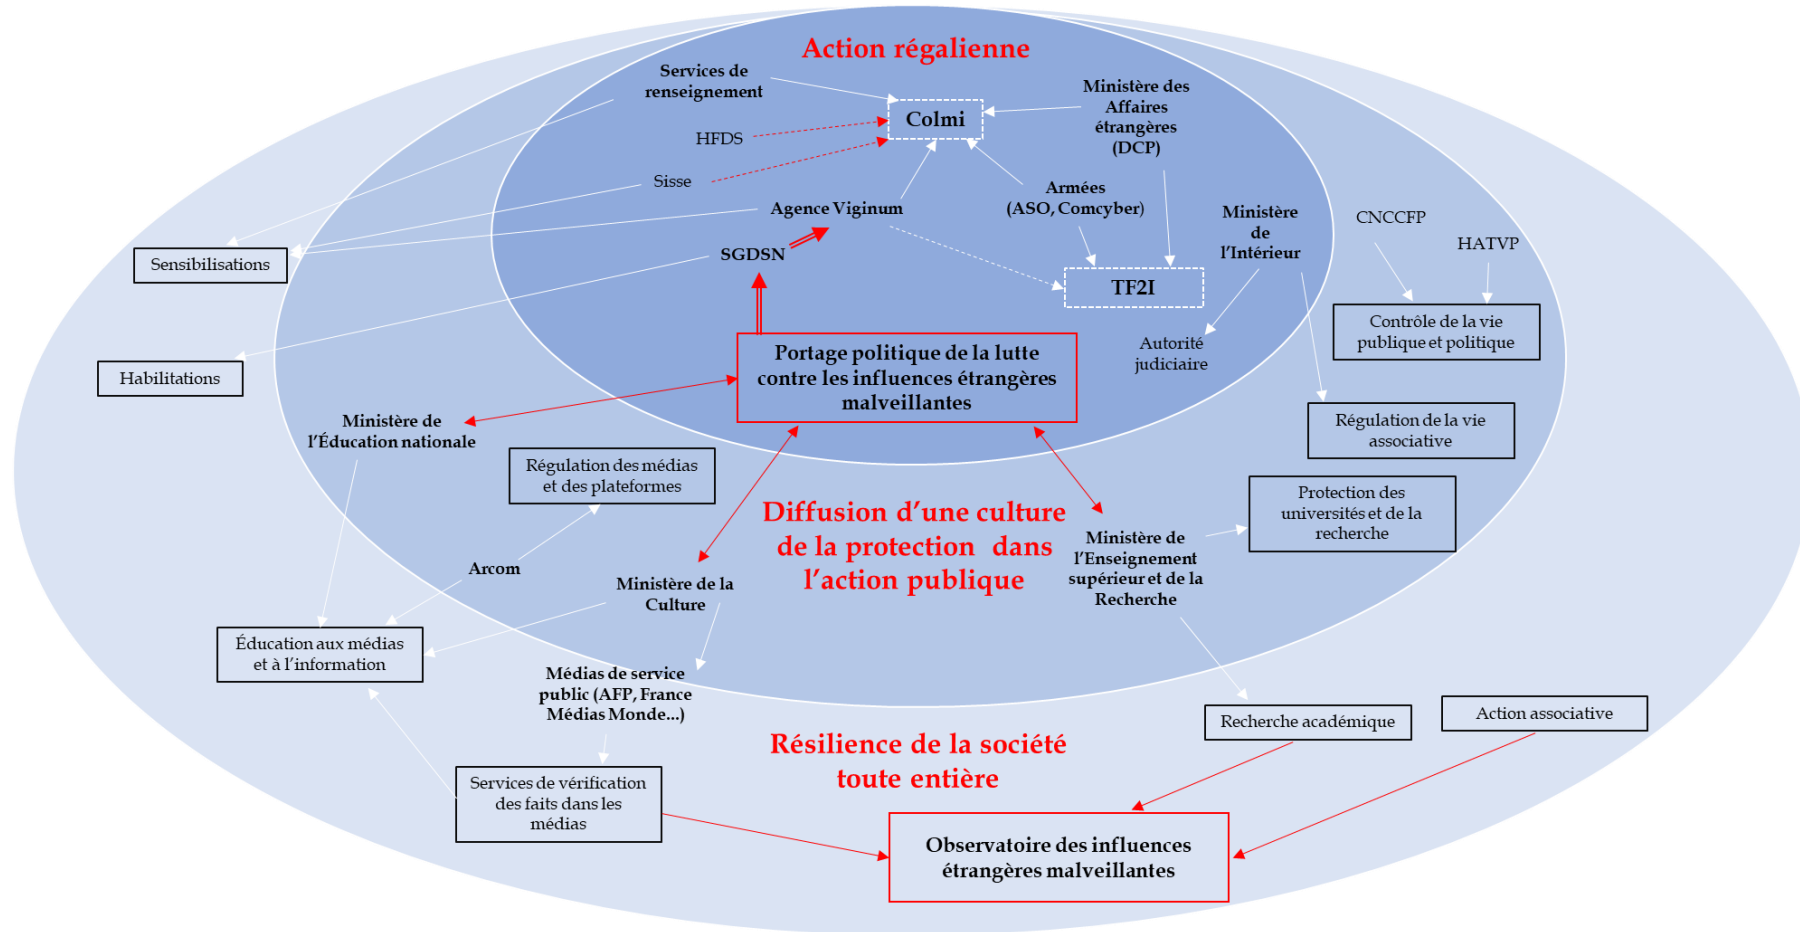 Action régalienne
Services de
renseignement
Ministère des
Affaires
étrangères
(DCP)
Colmi
HFDS
Sisse
Armées
(ASO, Comcyber)
Agence Viginum
Ministère
de
l’Intérieur
CNCCFP
HATVP
SGDSN
Sensibilisations
TF2I
Contrôle de la vie
publique et politique
Autorité
judiciaire
Portage politique de la lutte
contre les influences étrangères
malveillantes
Habilitations
Ministère de
l’Éducation nationale
Régulation de la vie
associative
Régulation des médias
et des plateformes
Protection des
universités et de la
recherche
Diffusion d’une culture
de la protection  dans
l’action publique
Ministère de
l’Enseignement
supérieur et de la
Recherche
Arcom
Ministère de la
Culture
Éducation aux médias
et à l’information
Médias de service
public (AFP, France
Médias Monde...)
Recherche académique
Action associative
Résilience de la société
toute entière
Services de vérification
des faits dans les
médias
Observatoire des influences
étrangères malveillantes